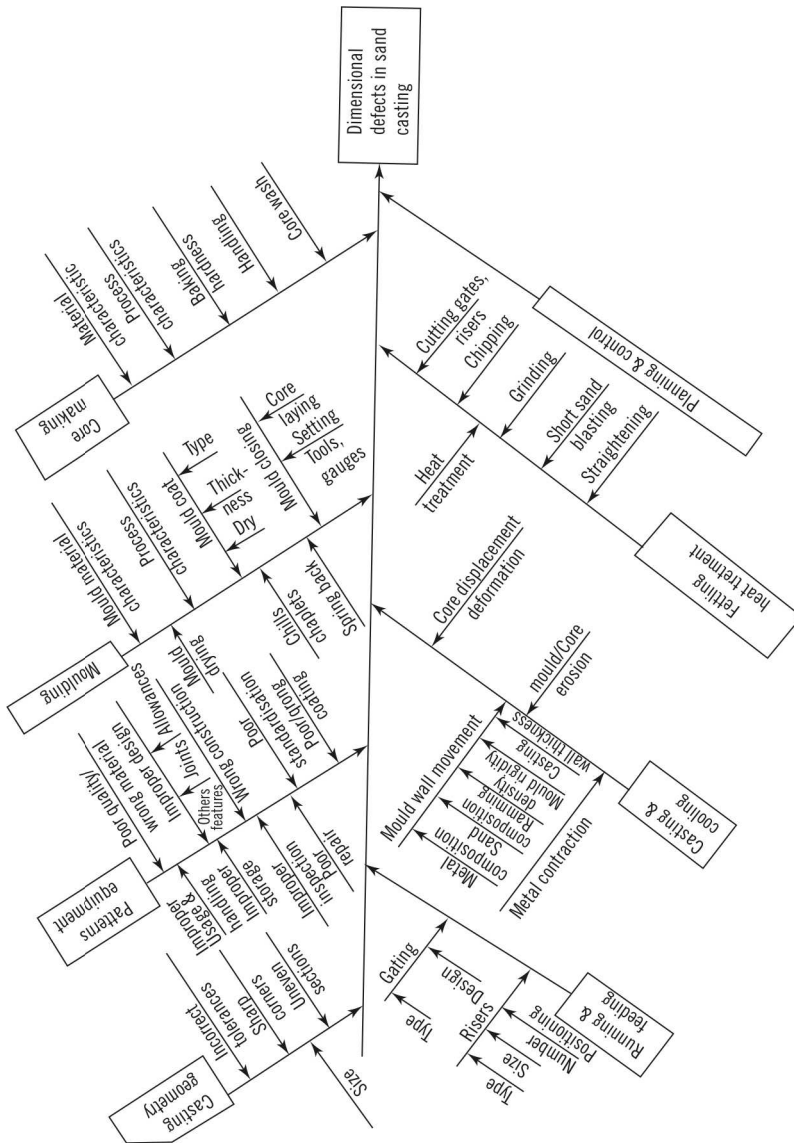 Dimensional
defects in sand
casting
Core
making
Material
characteristic
Process
characteristics
Baking
hardness
Handling
Core wash
Moulding
Mould material
characteristics
Process
characteristics
Mould coat
Type
Thick-
ness
Dry
Mould closing
Core
laying
Setting
Tools,
gauges
Mould
drying
Chills
chaplets
Spring back
Patterns
equipment
Poor quality/
wrong material
Improper design
Allowances
Joints
Others
features
Wrong construction
Poor
standardisation
Poor/qrong
coating
Improper
Usage &
handling
Improper
storage
Improper
inspection
Poor
repair
Casting
geometry
Incorrect
tolerances
Sharp
corners
Uneven
sections
Size
Planning & control
Fettling
heat tretment
Cutting gates,
risers
Chipping
Grinding
Short sand
blasting
Straightening
Heat
treatment
Casting &
cooling
Core displacement
deformation
mould/Core
erosion
Mould wall movement
Metal
composition
Sand
composition
Ramming
density
Mould rigidity
Casting
wall thickness
Metal contraction
Running &
feeding
Gating
Type
Design
Risers
Type
Size
Number
Positioning